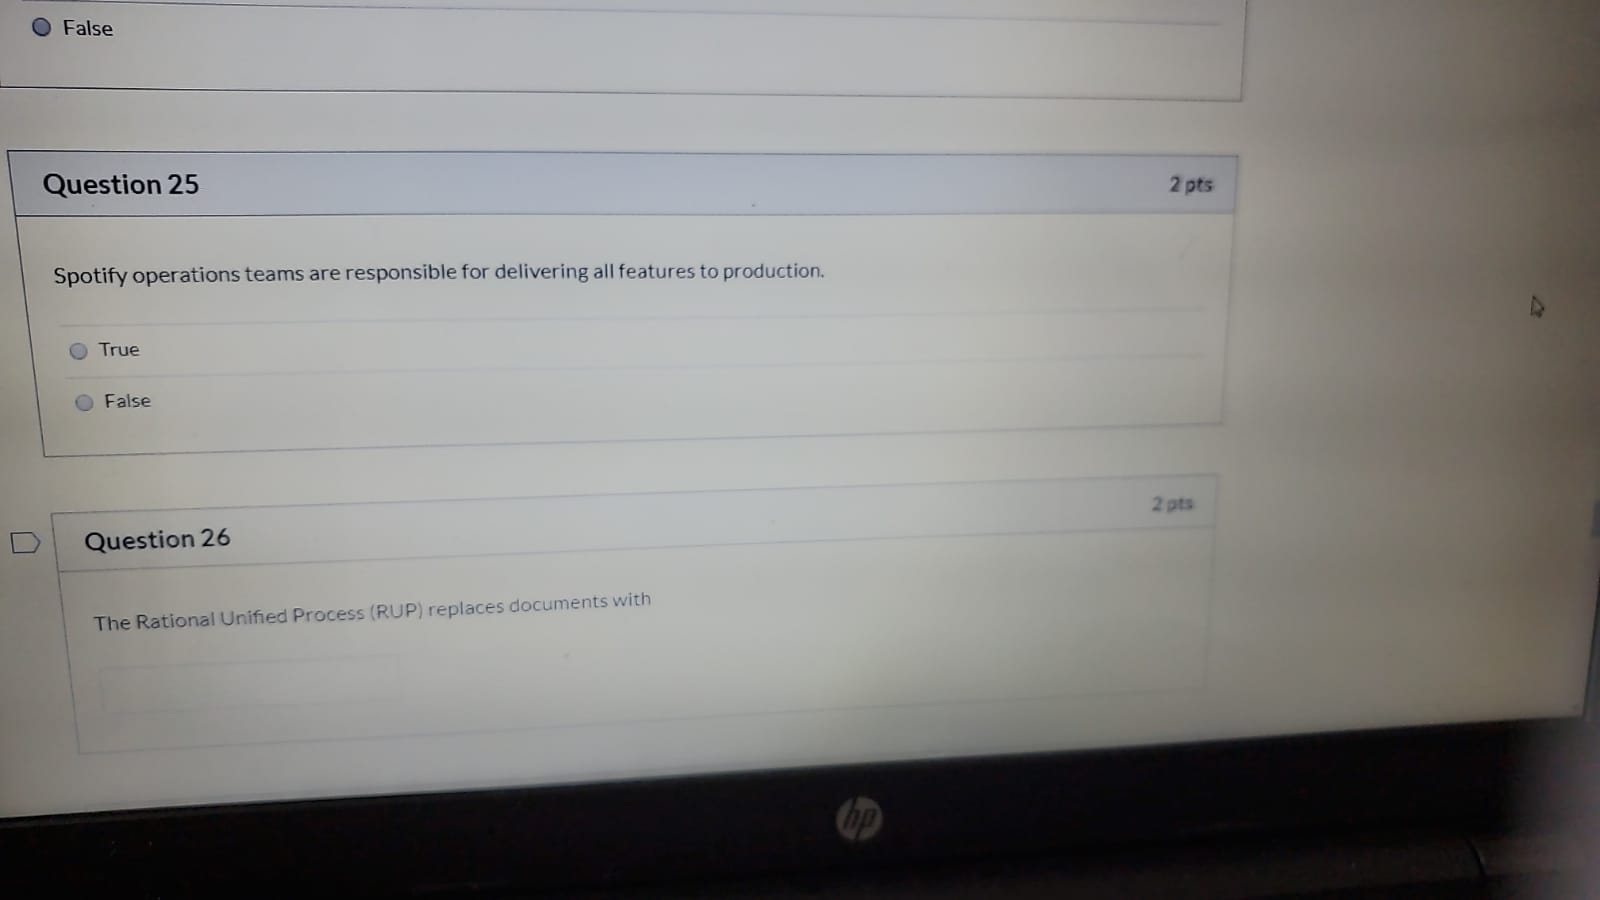 False
Question 25
2 pts
Spotify operations teams are responsible for delivering all features to production.
True
False
Question 26
2 pts
The Rational Unified Process (RUP) replaces documents with
hp